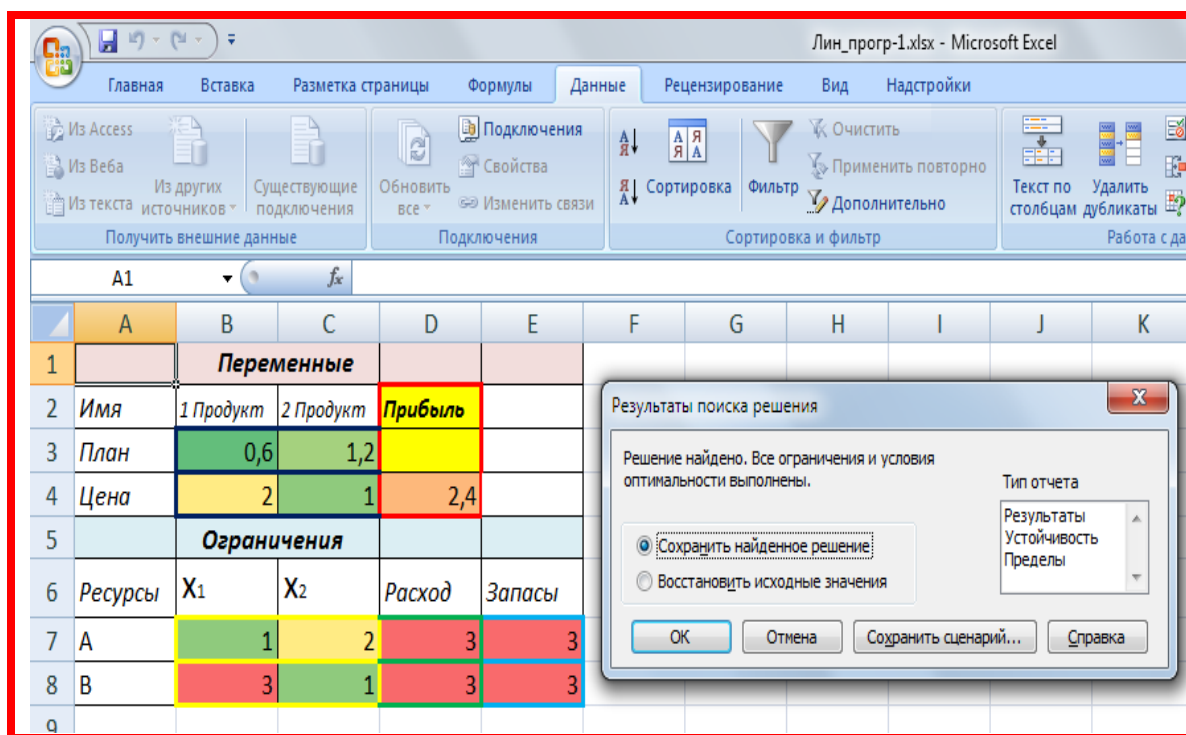 Лин_прогр-1.xlsx - Microsoft Excel
Главная Вставка Разметка страницы Формулы Данные Рецензирование Вид Надстройки
Из Access
Из Веба
Из текста
Из других источников
Существующие подключения
Получить внешние данные
Обновить все
Подключения
Свойства
Изменить связи
Подключения
Сортировка
Фильтр
Очистить
Применить повторно
Дополнительно
Сортировка и фильтр
Текст по столбцам
Удалить дубликаты
Работа с да
A1 fx
A B C D E F G H I J K
1 Переменные
2 Имя 1 Продукт 2 Продукт Прибыль
3 План 0,6 1,2
4 Цена 2 1 2,4
5 Ограничения
6 Ресурсы X1 X2 Расход Запасы
7 А 1 2 3 3
8 В 3 1 3 3
9
Результаты поиска решения
Решение найдено. Все ограничения и условия
оптимальности выполнены.
Тип отчета
Результаты
Устойчивость
Пределы
Сохранить найденное решение
Восстановить исходные значения
ОК Отмена Сохранить сценарий... Справка